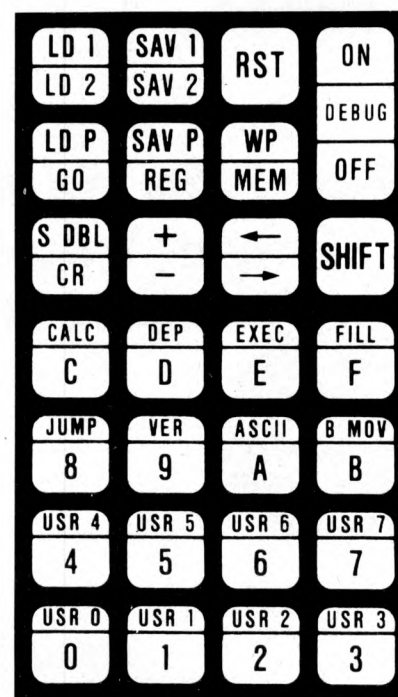 LD 1 SAV 1 RST ON
LD 2 SAV 2
DEBUG
LD P SAV P WP OFF
GO REG MEM
S DBL + ← SHIFT
CR − →
CALC DEP EXEC FILL
C D E F
JUMP VER ASCII B MOV
8 9 A B
USR 4 USR 5 USR 6 USR 7
4 5 6 7
USR 0 USR 1 USR 2 USR 3
0 1 2 3